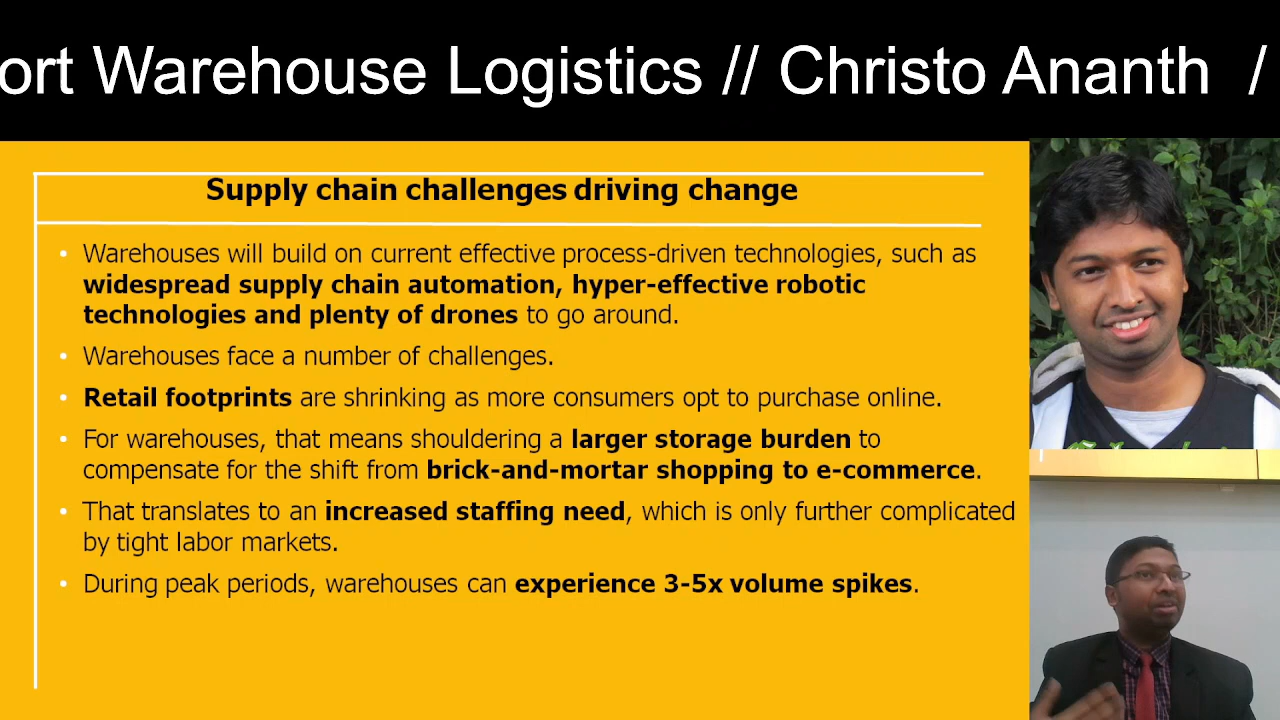 ort Warehouse Logistics // Christo Ananth /
Supply chain challenges driving change
• Warehouses will build on current effective process-driven technologies, such as
widespread supply chain automation, hyper-effective robotic
technologies and plenty of drones to go around.
• Warehouses face a number of challenges.
• Retail footprints are shrinking as more consumers opt to purchase online.
• For warehouses, that means shouldering a larger storage burden to
compensate for the shift from brick-and-mortar shopping to e-commerce.
• That translates to an increased staffing need, which is only further complicated
by tight labor markets.
• During peak periods, warehouses can experience 3-5x volume spikes.